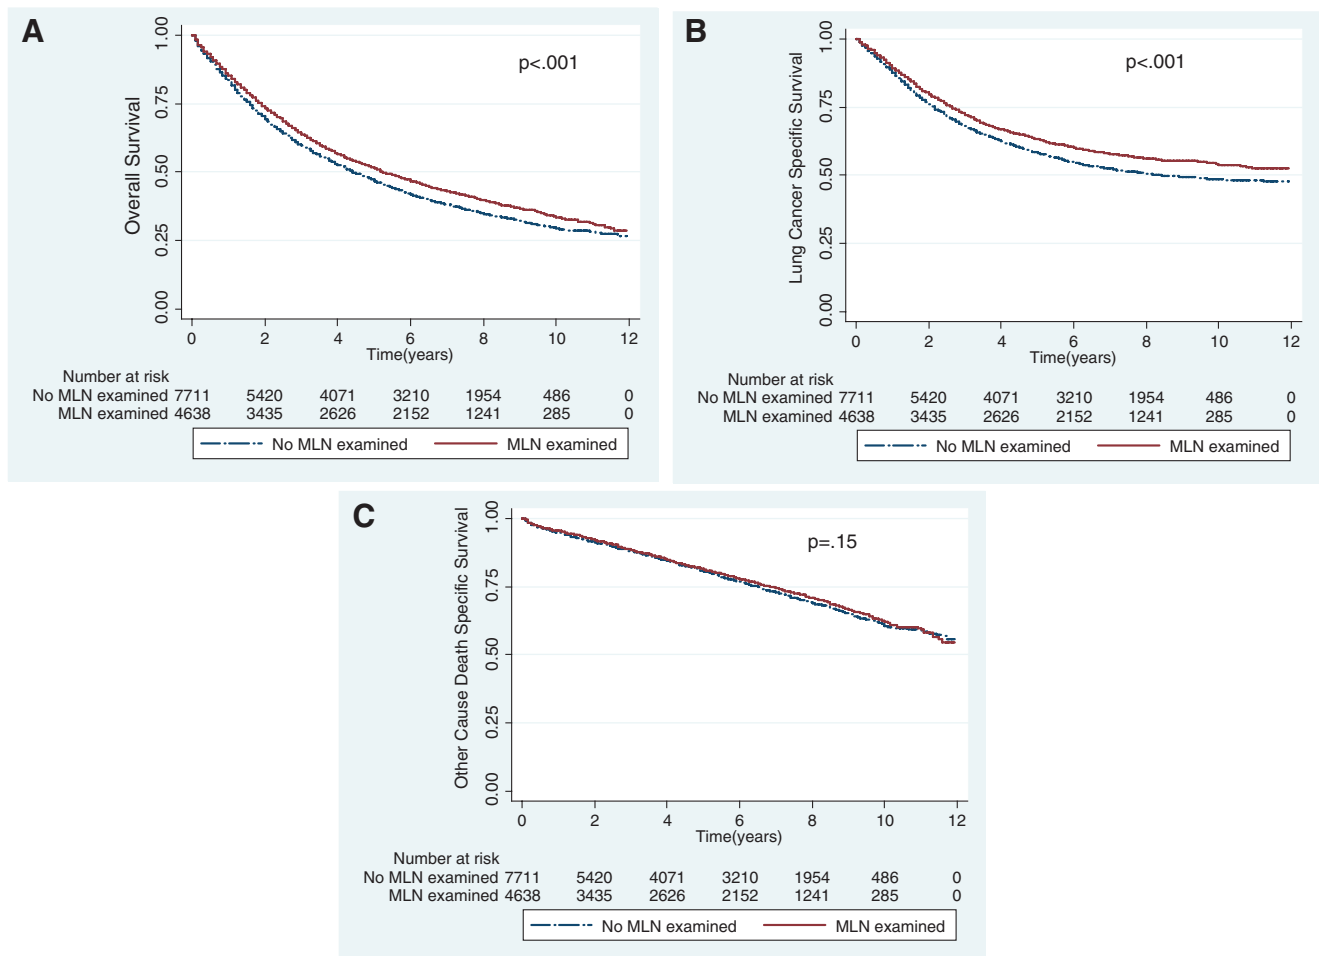 A
p<.001
Overall Survival
1.00
0.75
0.50
0.25
0.00
0 2 4 6 8 10 12
Time(years)
Number at risk
No MLN examined 7711 5420 4071 3210 1954 486 0
MLN examined 4638 3435 2626 2152 1241 285 0
No MLN examined MLN examined
B
p<.001
Lung Cancer Specific Survival
1.00
0.75
0.50
0.25
0.00
0 2 4 6 8 10 12
Time(years)
Number at risk
No MLN examined 7711 5420 4071 3210 1954 486 0
MLN examined 4638 3435 2626 2152 1241 285 0
No MLN examined MLN examined
C
p=.15
Other Cause Death Specific Survival
1.00
0.75
0.50
0.25
0.00
0 2 4 6 8 10 12
Time(years)
Number at risk
No MLN examined 7711 5420 4071 3210 1954 486 0
MLN examined 4638 3435 2626 2152 1241 285 0
No MLN examined MLN examined